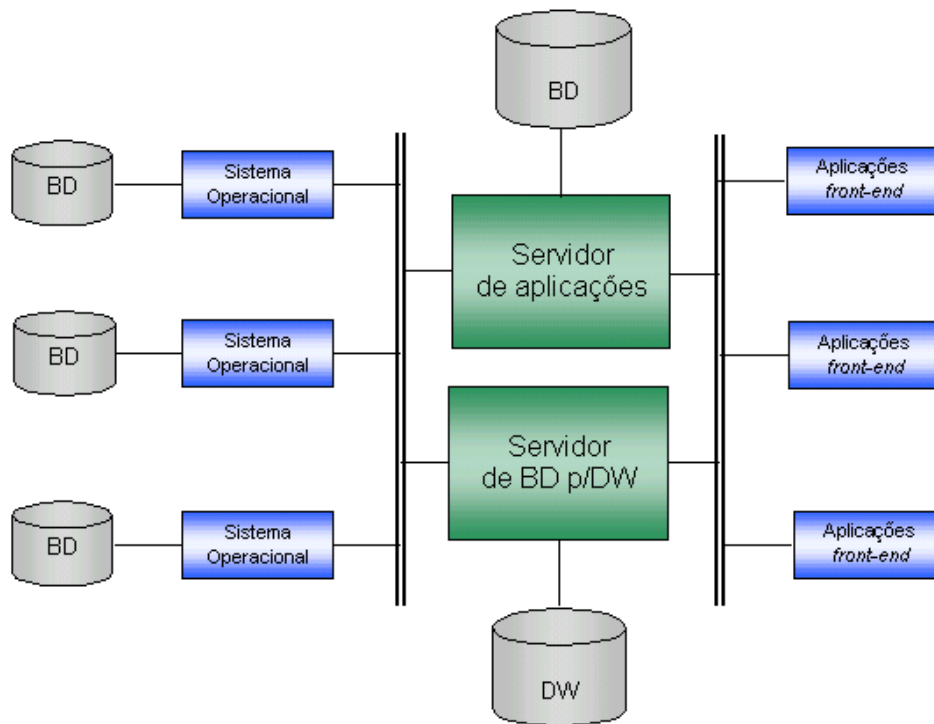 BD
BD
Sistema
Operacional
Aplicações
front-end
Servidor
de aplicações
BD
Sistema
Operacional
Aplicações
front-end
Servidor
de BD p/DW
BD
Sistema
Operacional
Aplicações
front-end
DW